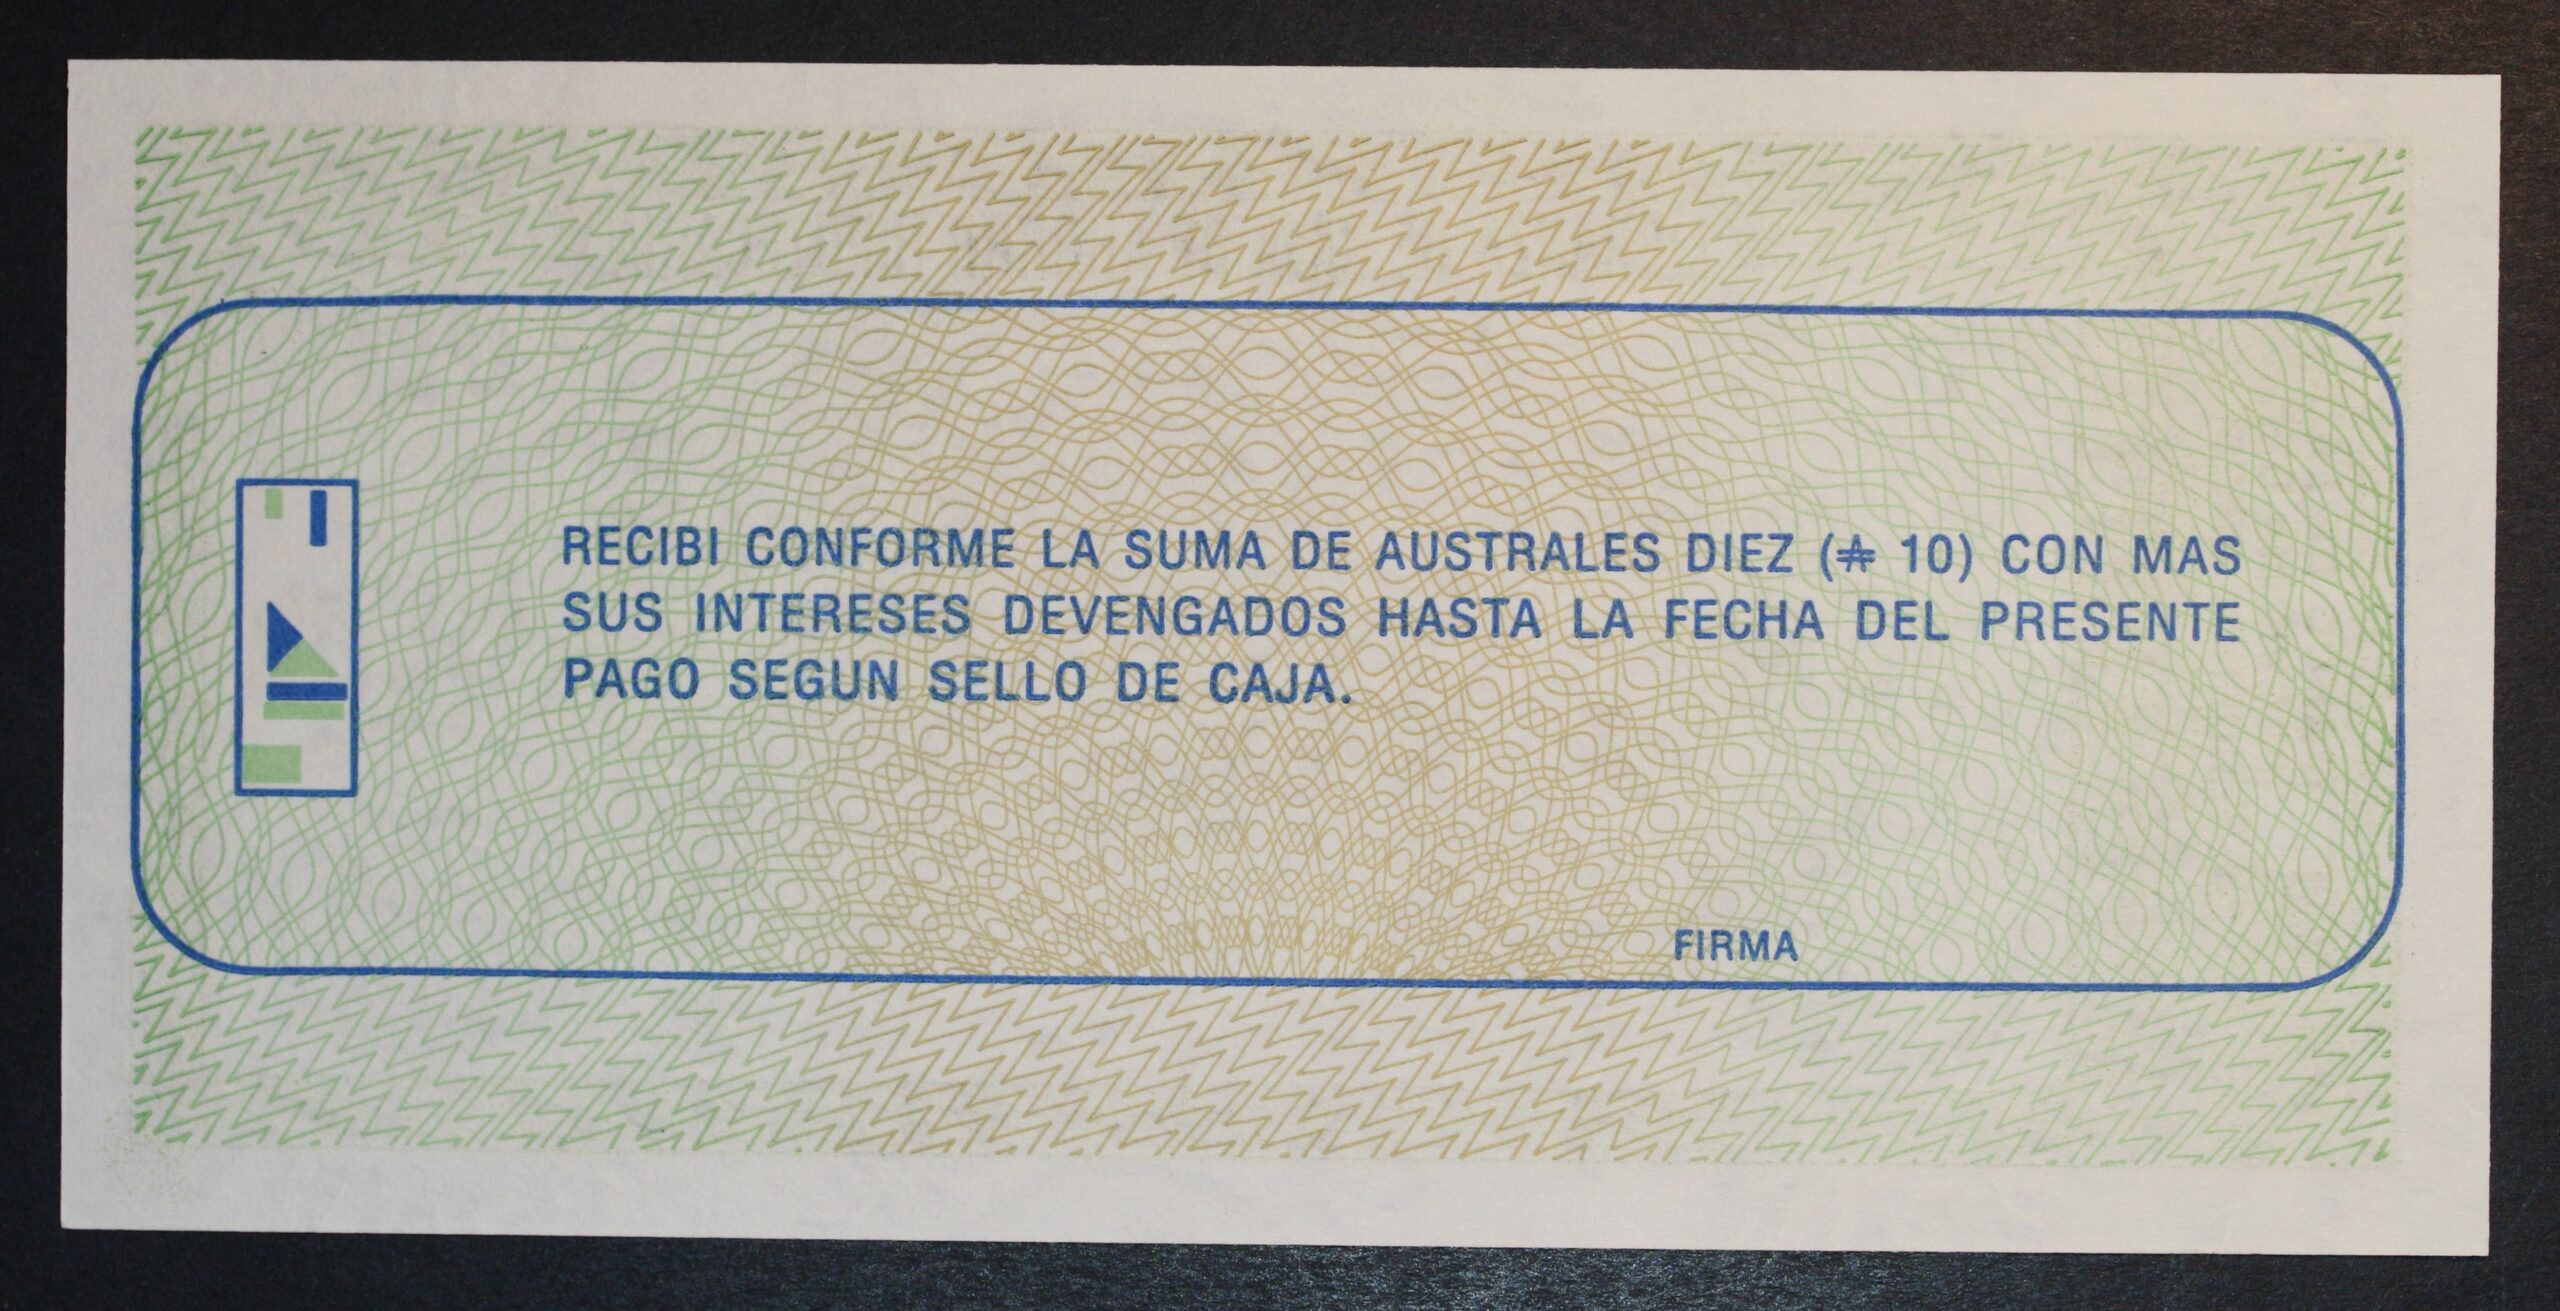 RECIBI CONFORME LA SUMA DE AUSTRALES DIEZ (₳ 10) CON MAS
SUS INTERESES DEVENGADOS HASTA LA FECHA DEL PRESENTE
PAGO SEGUN SELLO DE CAJA.
FIRMA